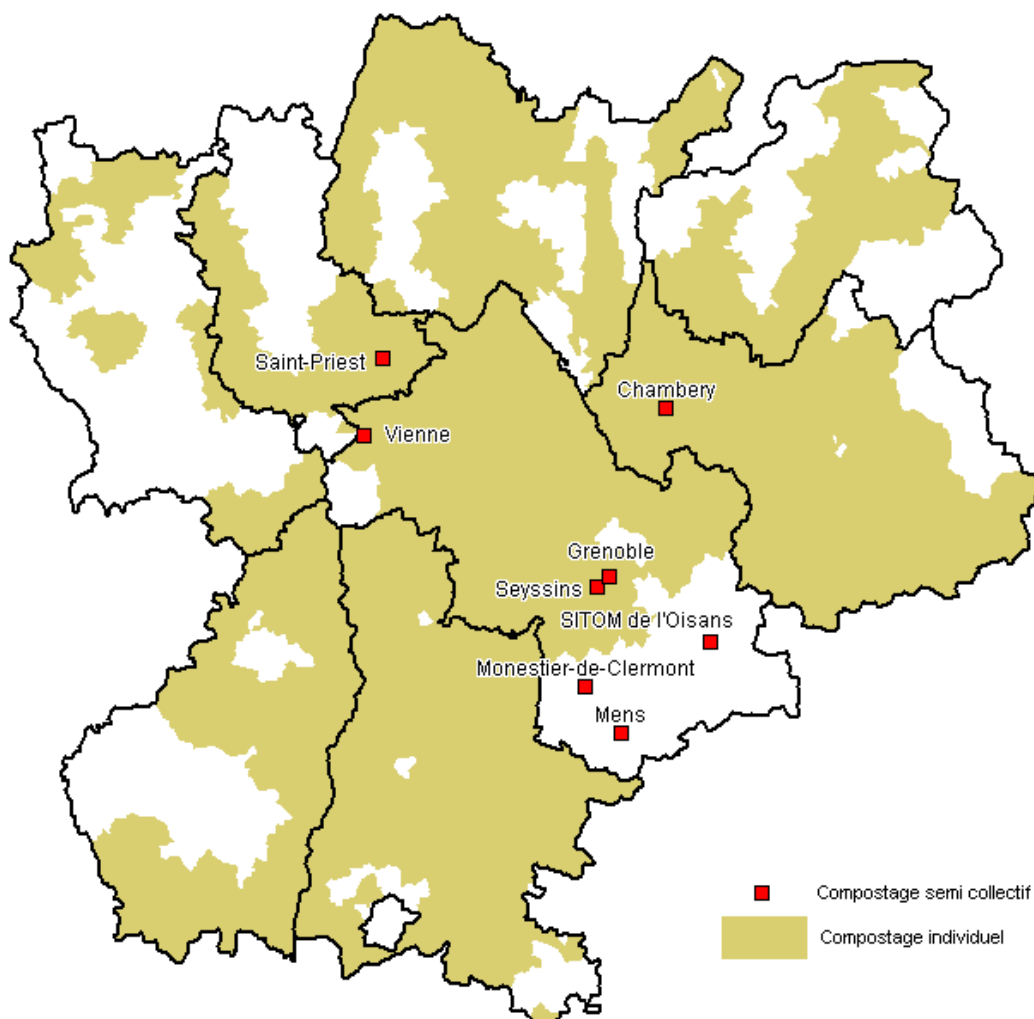 Saint-Priest
Chambery
Vienne
Grenoble
Seyssins
SITOM de l'Oisans
Monestier-de-Clermont
Mens
Compostage semi collectif
Compostage individuel